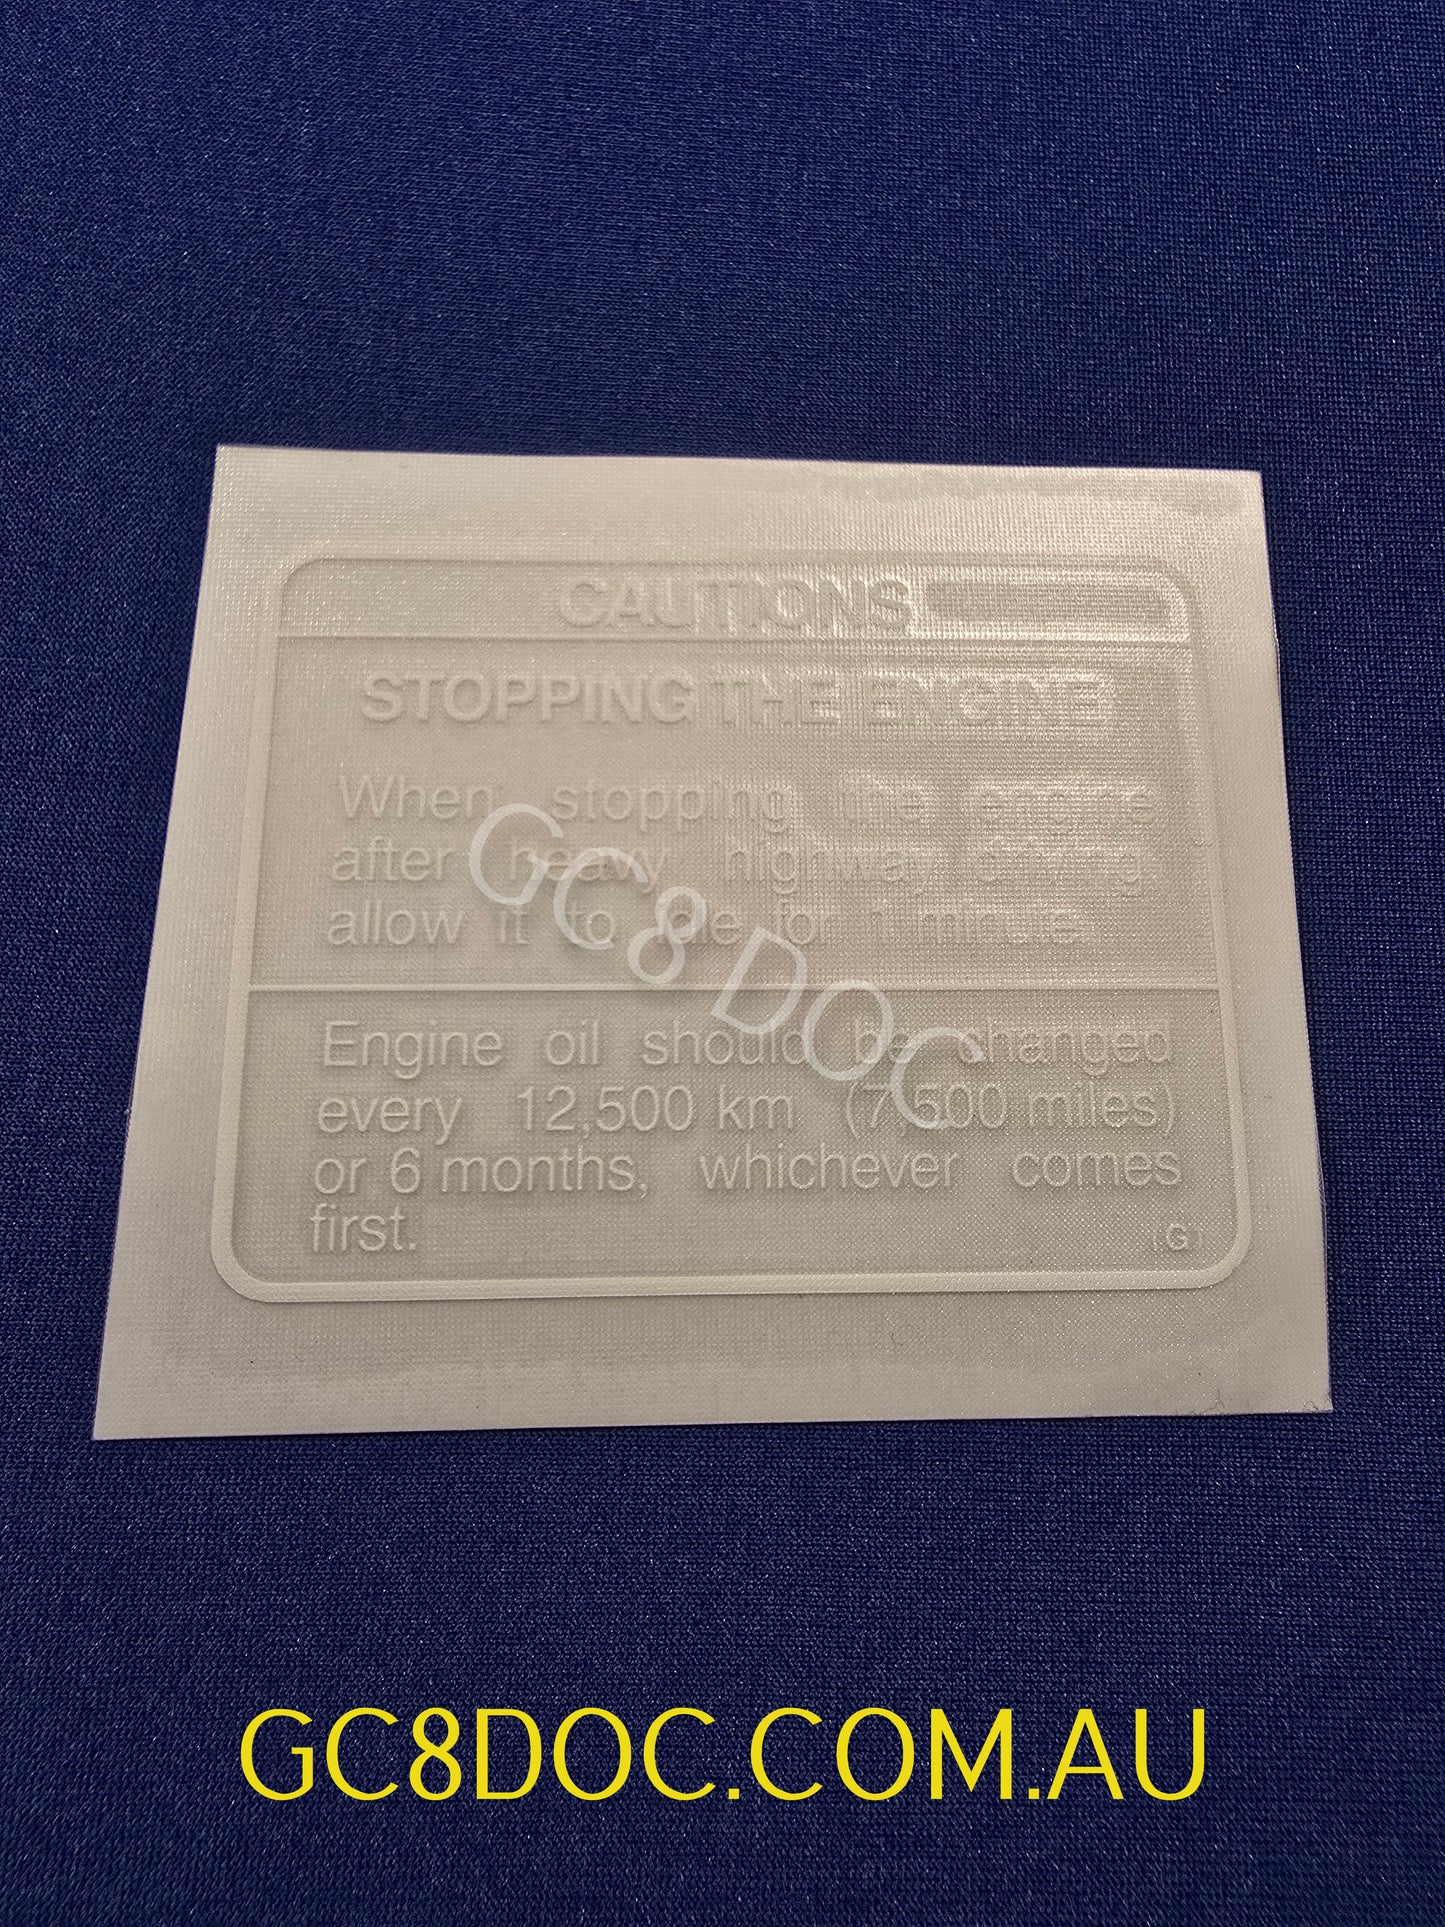 CAUTIONS
STOPPING THE ENGINE
When stopping the engine
after heavy highway driving,
allow it to idle for 1 minute.
Engine oil should be changed
every 12,500 km (7,500 miles)
or 6 months, whichever comes
first.
(G)
GC8 DOC
GC8DOC.COM.AU